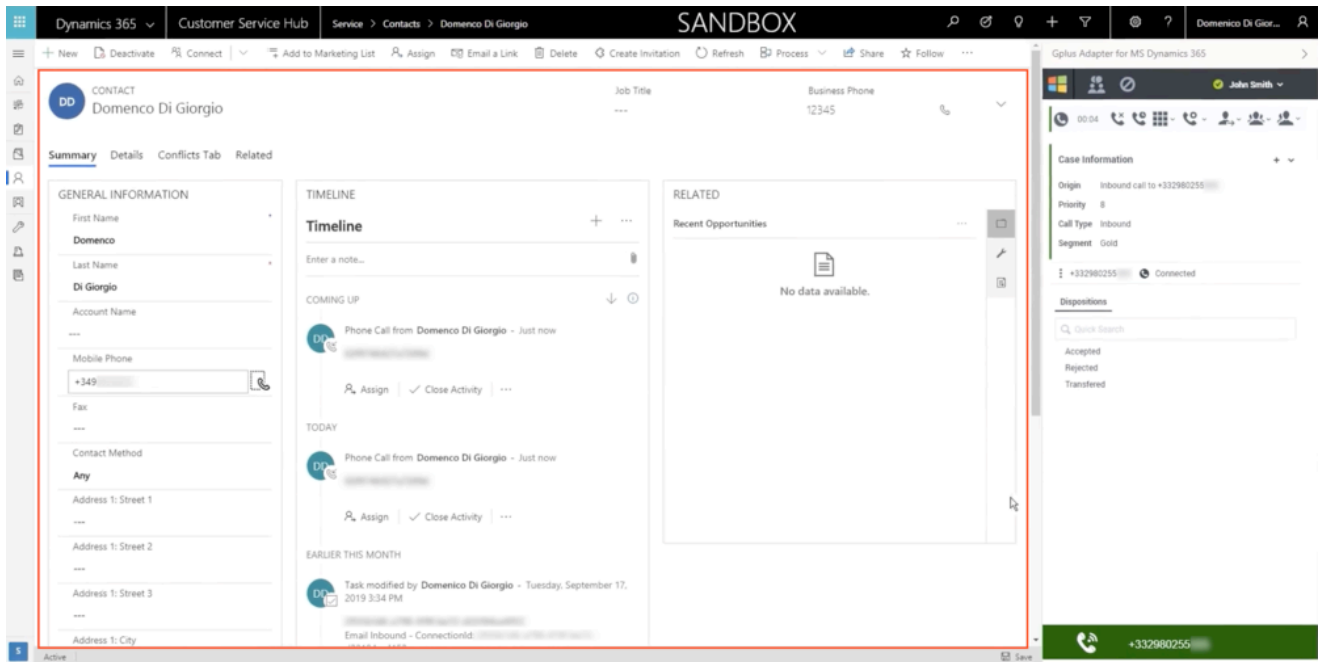 Dynamics 365
Customer Service Hub
Service > Contacts > Domenco Di Giorgio
SANDBOX
Domenico Di Gior...
New
Deactivate
Connect
Add to Marketing List
Assign
Email a Link
Delete
Create Invitation
Refresh
Process
Share
Follow
Gplus Adapter for MS Dynamics 365
DD
CONTACT
Domenco Di Giorgio
Job Title
---
Business Phone
12345
John Smith
00:04
Summary
Details
Conflicts Tab
Related
GENERAL INFORMATION
First Name *
Domenco
Last Name *
Di Giorgio
Account Name
---
Mobile Phone
+349
Fax
---
Contact Method
Any
Address 1: Street 1
---
Address 1: Street 2
---
Address 1: Street 3
---
Address 1: City
TIMELINE
Timeline
Enter a note...
COMING UP
DD
Phone Call from Domenco Di Giorgio - Just now
Assign
Close Activity
TODAY
DD
Phone Call from Domenco Di Giorgio - Just now
Assign
Close Activity
EARLIER THIS MONTH
DD
Task modified by Domenico Di Giorgio - Tuesday, September 17,
2019 3:34 PM
Email Inbound - ConnectionId:
RELATED
Recent Opportunities
No data available.
Case Information
Origin Inbound call to +332980255
Priority 8
Call Type Inbound
Segment Gold
+332980255 Connected
Dispositions
Quick Search
Accepted
Rejected
Transfered
+332980255
S
Active
Save